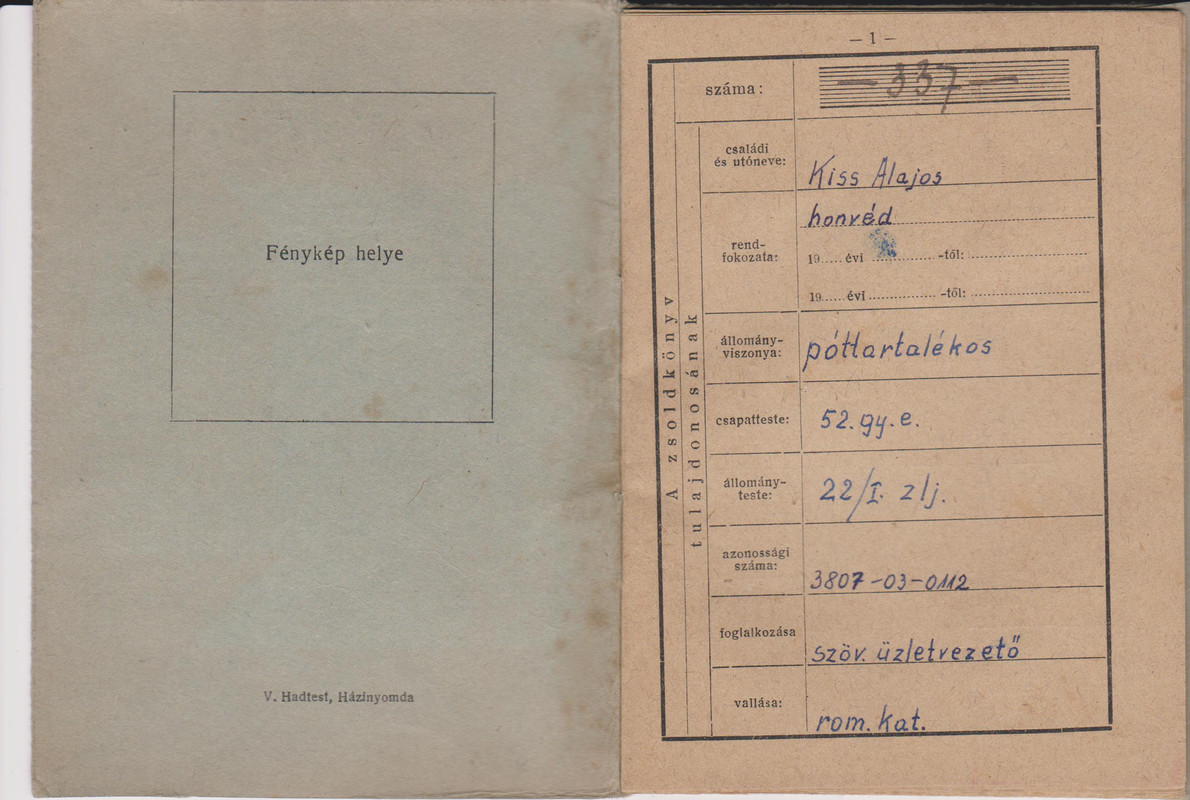 Fénykép helye
V. Hadtest, Házinyomda
— 1 —
A zsoldkönyv
tulajdonosának
száma: — 337 —
családi
és utóneve: Kiss Alajos
rend-
fokozata: honvéd
19..... évi ................ -től: ..............................
19...... évi ................ -től: ..............................
állomány-
viszonya: póttartalékos
csapatteste: 52. gy. e.
állomány-
teste: 22/I. zlj.
azonossági
száma: 3807-03-0112
foglalkozása szöv. üzletvezető
vallása: rom. kat.